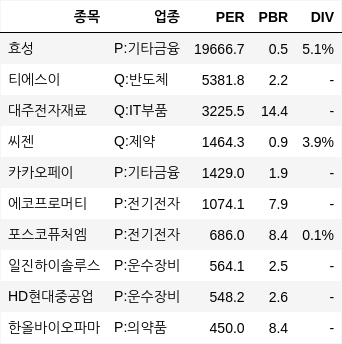 종목 업종 PER PBR DIV
효성 P:기타금융 19666.7 0.5 5.1%
티에스이 Q:반도체 5381.8 2.2 -
대주전자재료 Q:IT부품 3225.5 14.4 -
씨젠 Q:제약 1464.3 0.9 3.9%
카카오페이 P:기타금융 1429.0 1.9 -
에코프로머티 P:전기전자 1074.1 7.9 -
포스코퓨처엠 P:전기전자 686.0 8.4 0.1%
일진하이솔루스 P:운수장비 564.1 2.5 -
HD현대중공업 P:운수장비 548.2 2.6 -
한올바이오파마 P:의약품 450.0 8.4 -